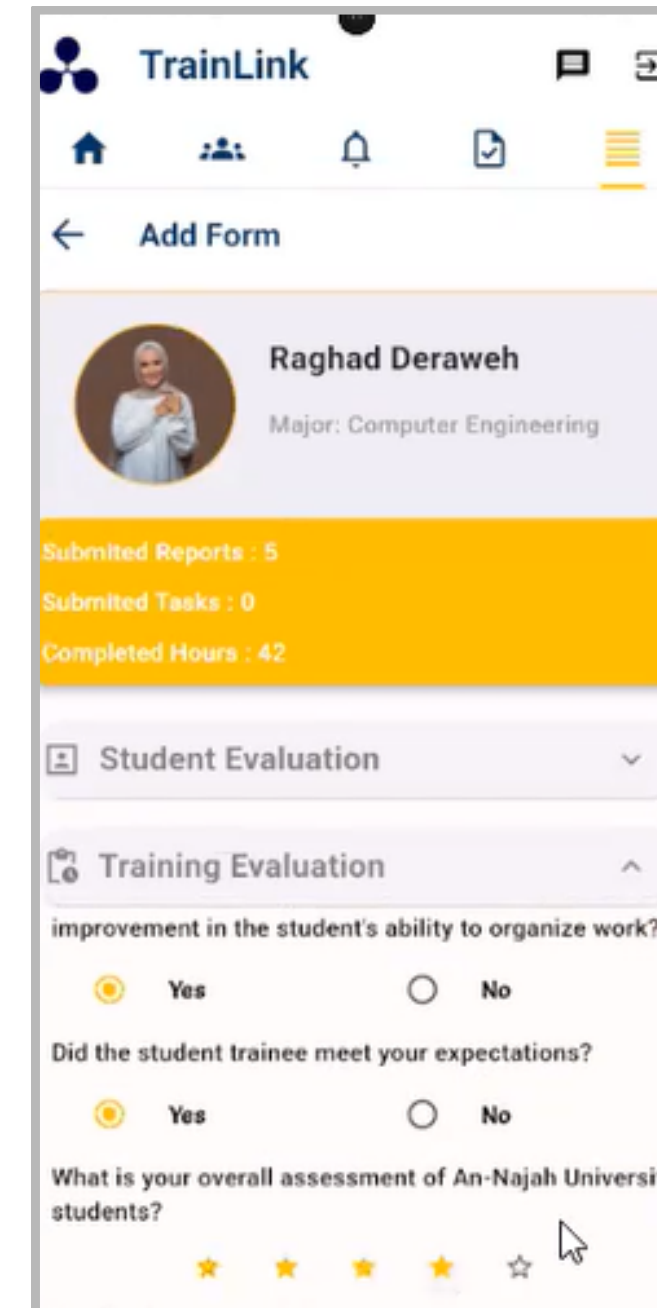 TrainLink
Add Form
Raghad Deraweh
Major: Computer Engineering
Submited Reports : 5
Submited Tasks : 0
Completed Hours : 42
Student Evaluation
Training Evaluation
improvement in the student's ability to organize work?
Yes No
Did the student trainee meet your expectations?
Yes No
What is your overall assessment of An-Najah Universi
students?